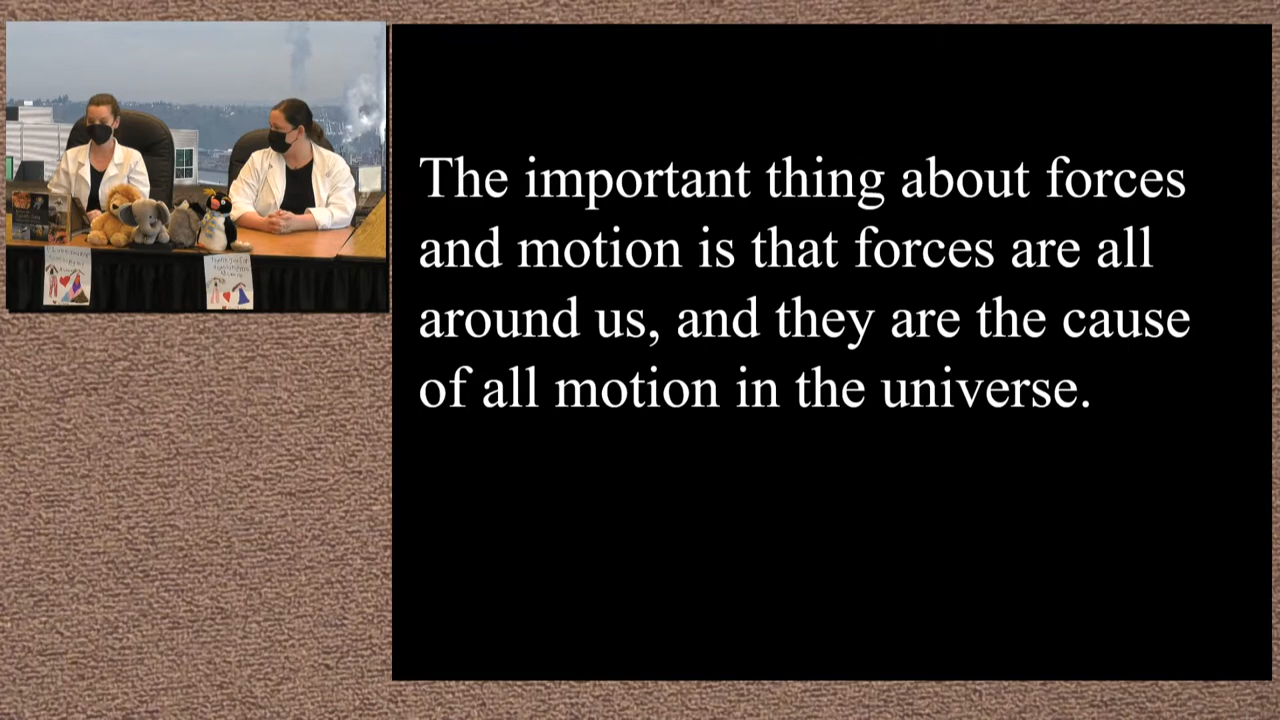 The important thing about forces
and motion is that forces are all
around us, and they are the cause
of all motion in the universe.